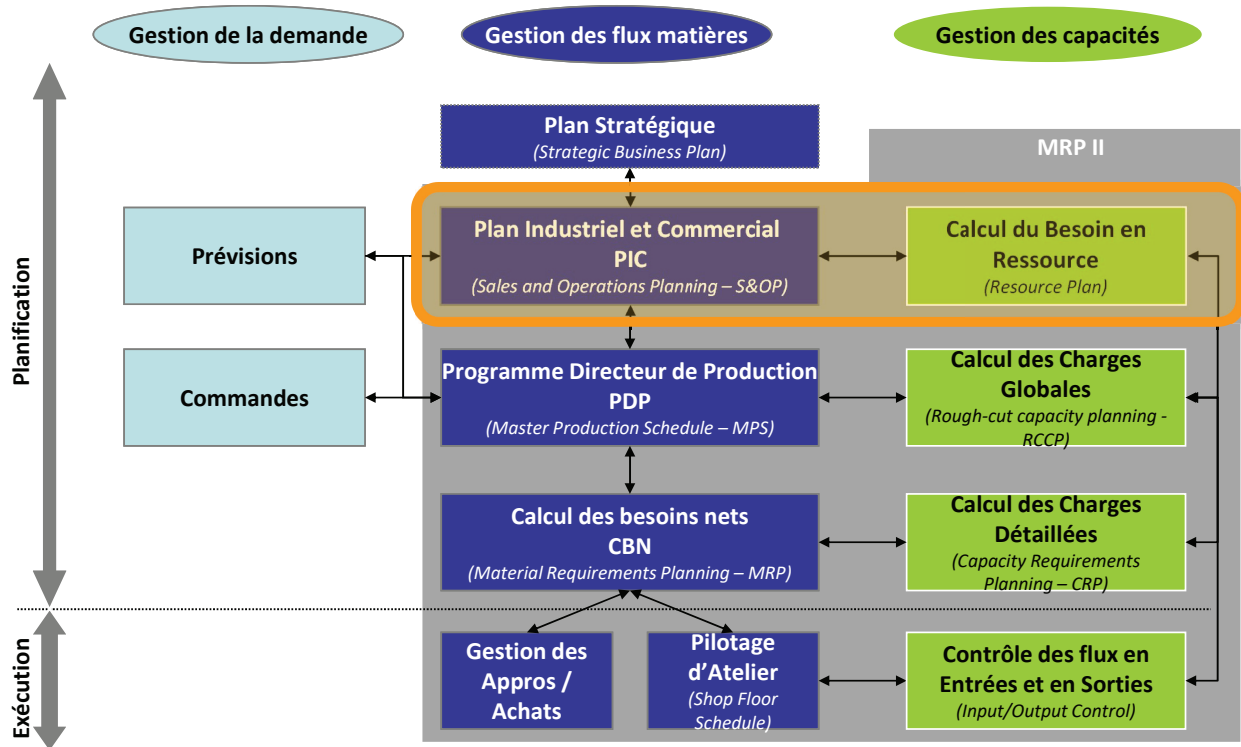 Gestion de la demande
Gestion des flux matières
Gestion des capacités
Planification
Plan Stratégique
(Strategic Business Plan)
MRP II
Prévisions
Plan Industriel et Commercial
PIC
(Sales and Operations Planning – S&OP)
Calcul du Besoin en
Ressource
(Resource Plan)
Commandes
Programme Directeur de Production
PDP
(Master Production Schedule – MPS)
Calcul des Charges
Globales
(Rough-cut capacity planning -
RCCP)
Calcul des besoins nets
CBN
(Material Requirements Planning – MRP)
Calcul des Charges
Détaillées
(Capacity Requirements
Planning – CRP)
Exécution
Gestion des
Appros /
Achats
Pilotage
d'Atelier
(Shop Floor
Schedule)
Contrôle des flux en
Entrées et en Sorties
(Input/Output Control)